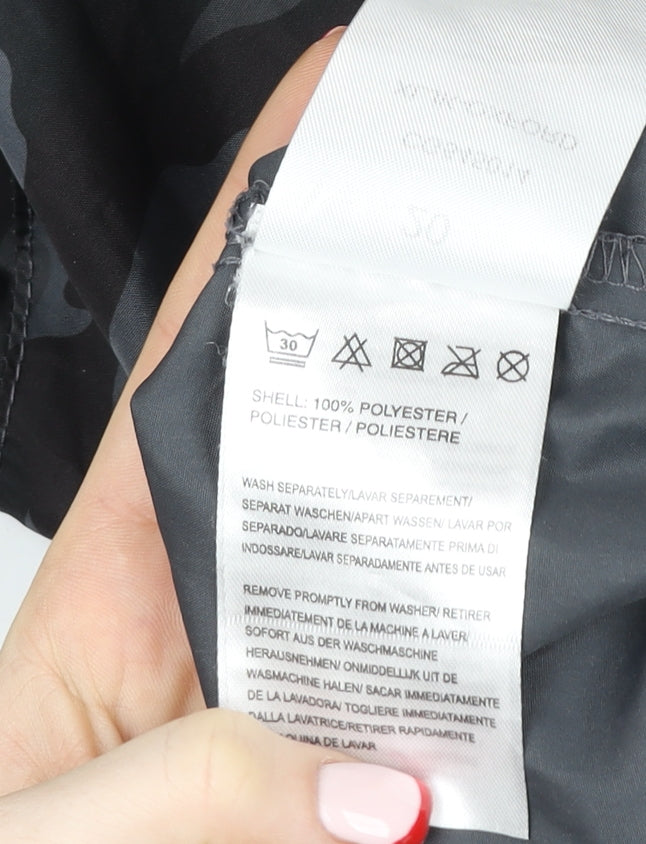 30
SHELL: 100% POLYESTER /
POLIESTER / POLIESTERE
WASH SEPARATELY/LAVAR SEPAREMENT/
SEPARAT WASCHEN/APART WASSEN/ LAVAR POR
SEPARADO/LAVARE SEPARATAMENTE PRIMA DI
INDOSSARE/LAVAR SEPARADAMENTE ANTES DE USAR
REMOVE PROMPTLY FROM WASHER/ RETIRER
IMMEDIATEMENT DE LA MACHINE A LAVER/
SOFORT AUS DER WASCHMASCHINE
HERAUSNEHMEN/ ONMIDDELLIJK UIT DE
WASMACHINE HALEN/ SACAR IMMEDIATAMENTE
DE LA LAVADORA/ TOGLIERE IMMEDIATAMENTE
DALLA LAVATRICE/RETIRER RAPIDAMENTE
DE LAVAR